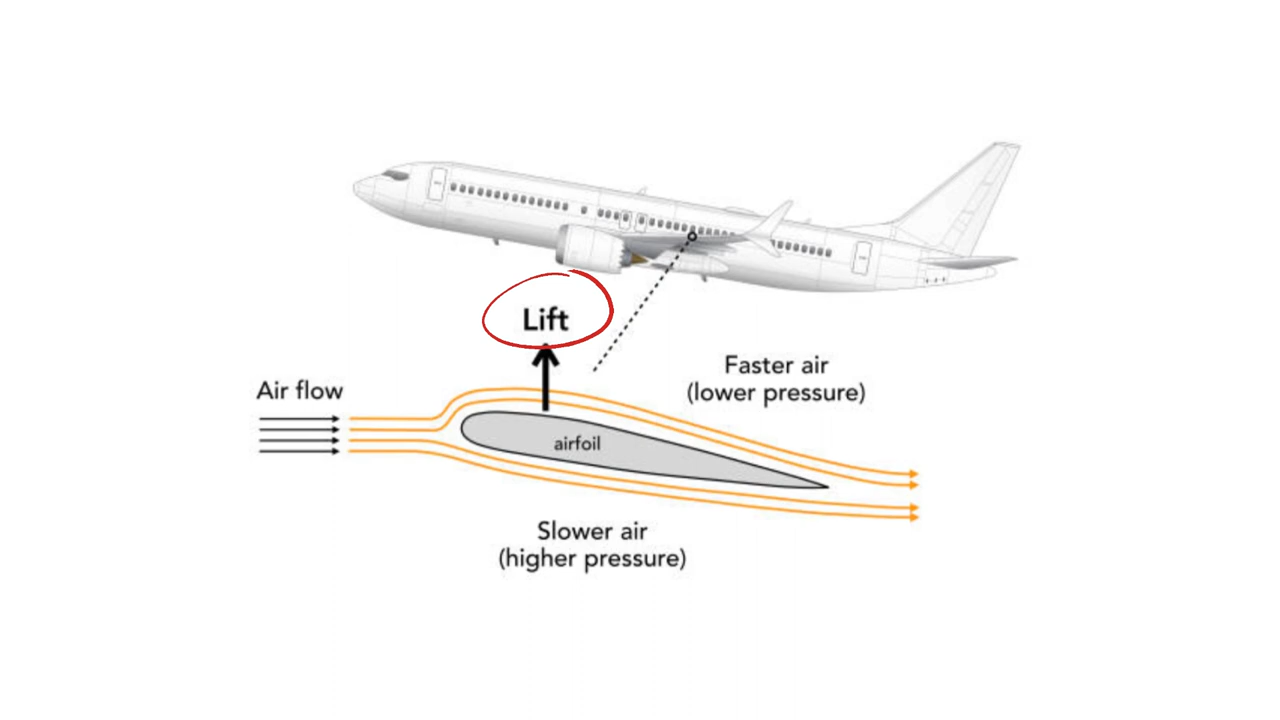 Lift
Faster air
(lower pressure)
Air flow
airfoil
Slower air
(higher pressure)